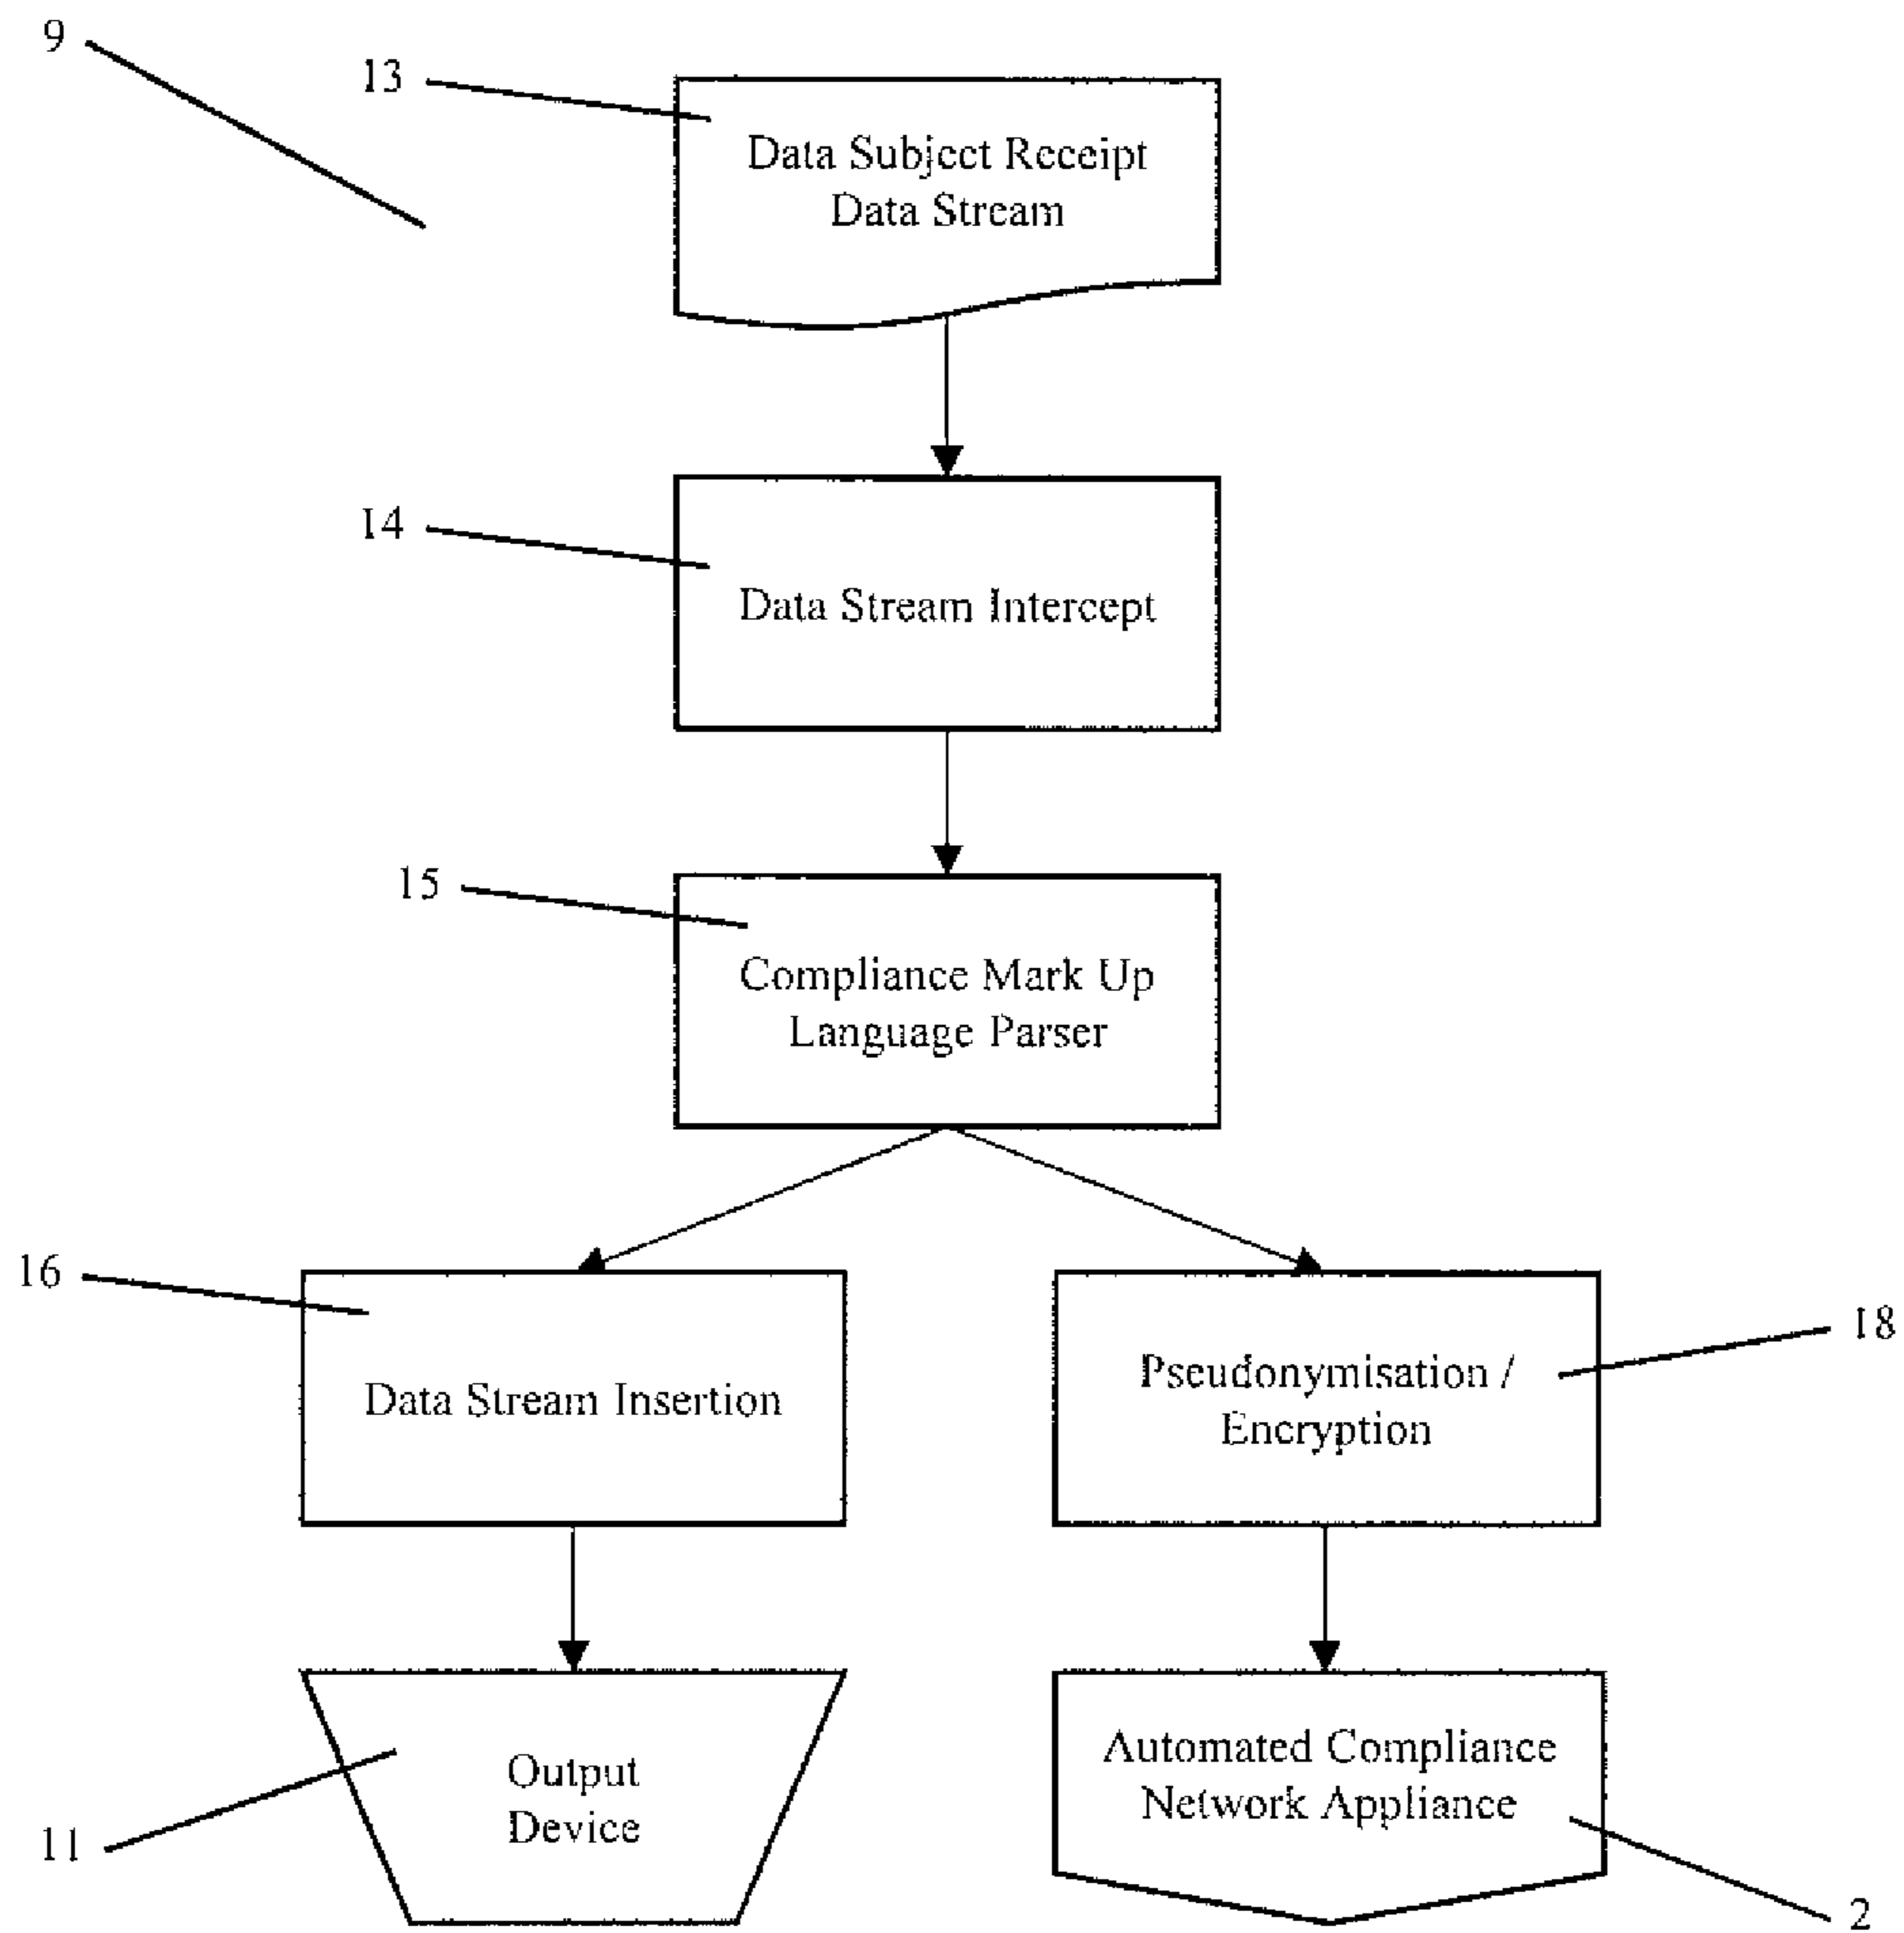 9
13
Data Subject Receipt
Data Stream
14
Data Stream Intercept
15
Compliance Mark Up
Language Parser
16
Data Stream Insertion
18
Pseudonymisation /
Encryption
11
Output
Device
Automated Compliance
Network Appliance
2